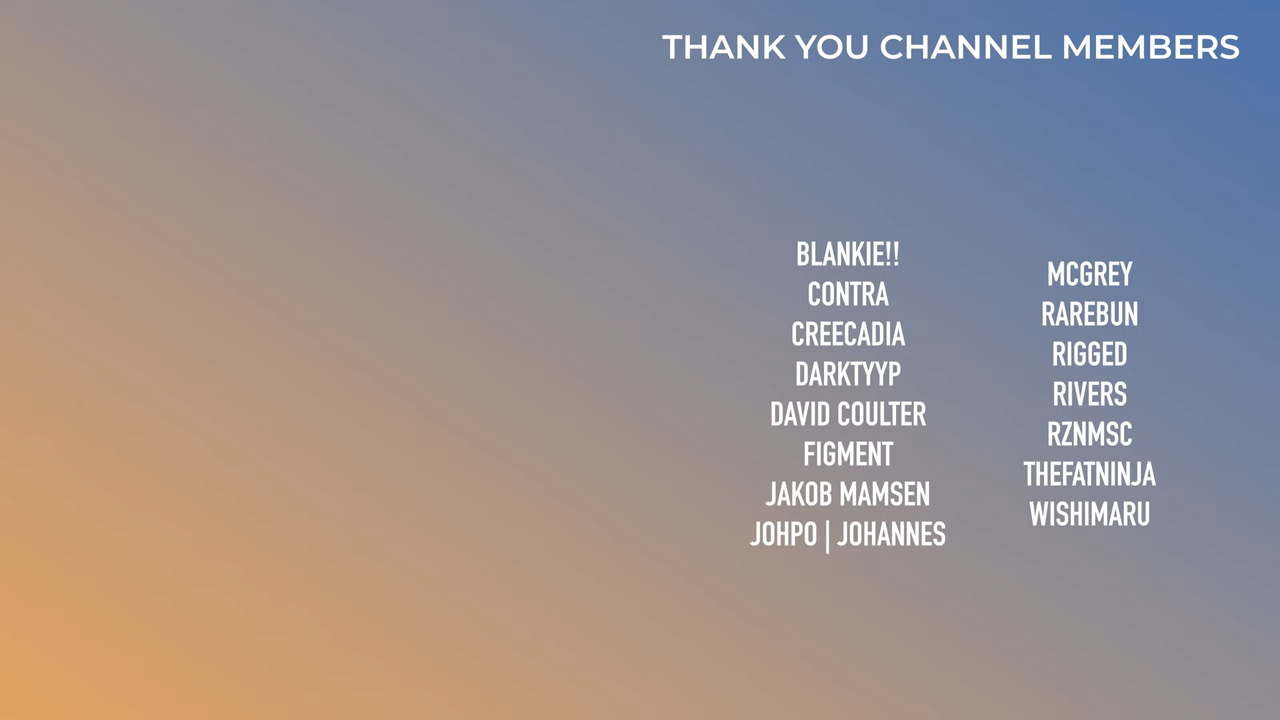 THANK YOU CHANNEL MEMBERS
BLANKIE!!
CONTRA
CREECADIA
DARKTYYP
DAVID COULTER
FIGMENT
JAKOB MAMSEN
JOHPO | JOHANNES
MCGREY
RAREBUN
RIGGED
RIVERS
RZNMSC
THEFATNINJA
WISHIMARU